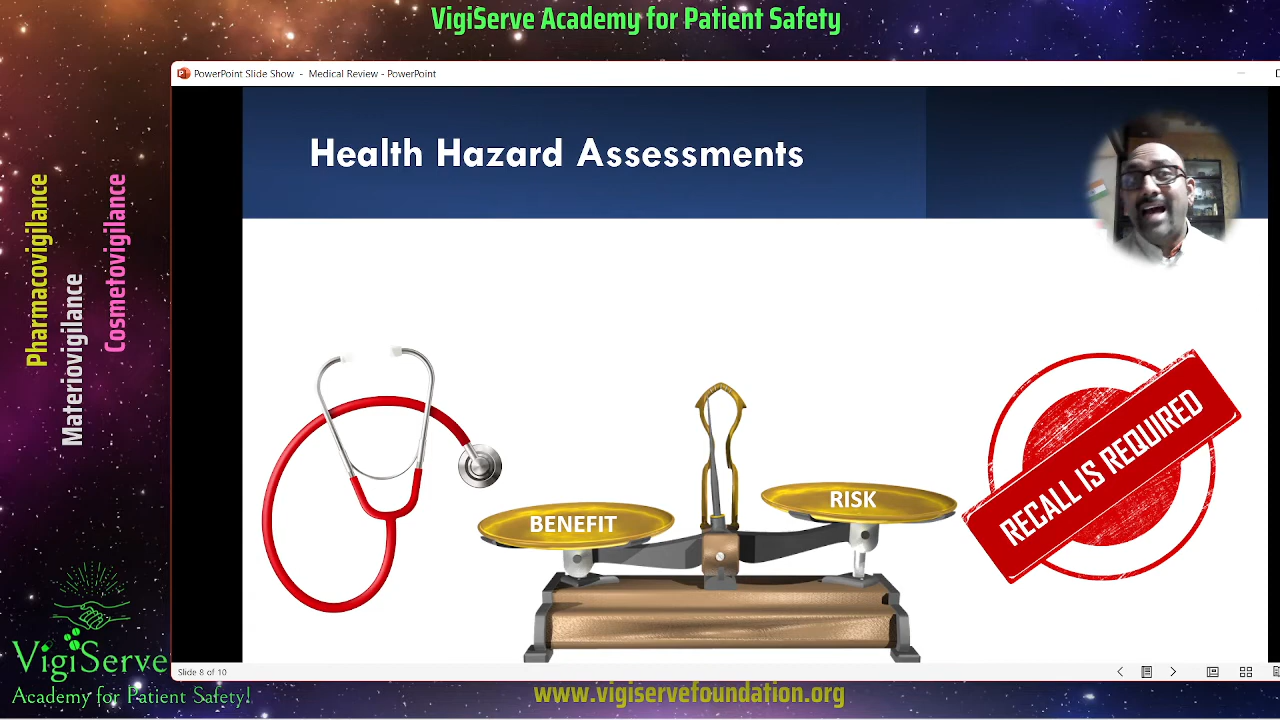 VigiServe Academy for Patient Safety
PowerPoint Slide Show - Medical Review - PowerPoint
Health Hazard Assessments
Pharmacovigilance
Materiovigilance
Cosmetovigilance
BENEFIT
RISK
RECALL IS REQUIRED
VigiServe
Academy for Patient Safety!
Slide 8 of 10
www.vigiservefoundation.org